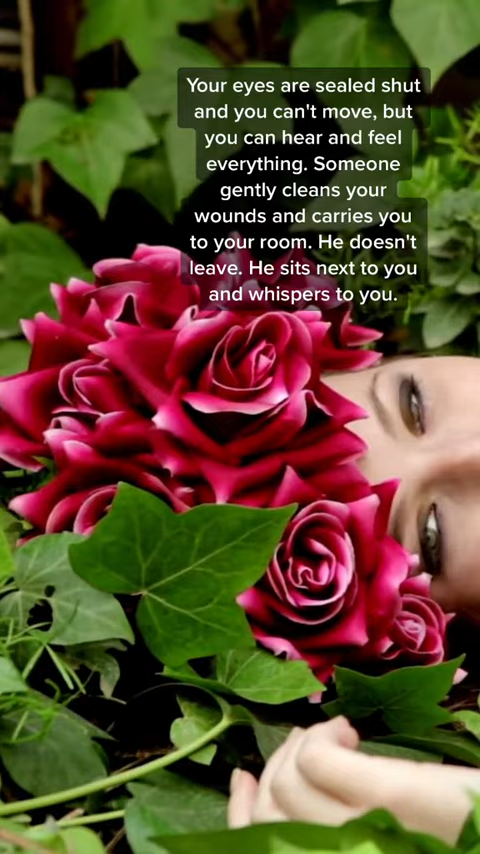 Your eyes are sealed shut
and you can't move, but
you can hear and feel
everything. Someone
gently cleans your
wounds and carries you
to your room. He doesn't
leave. He sits next to you
and whispers to you.